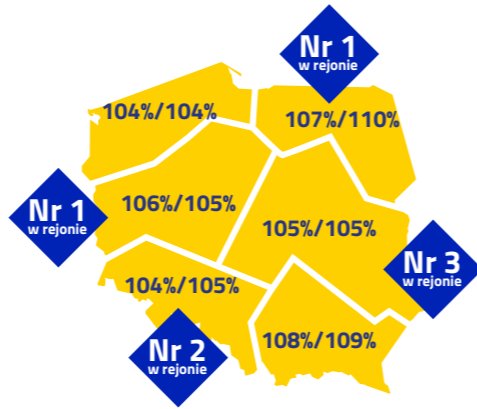 Nr 1
w rejonie
104%/104%
107%/110%
Nr 1
w rejonie
106%/105%
105%/105%
Nr 3
w rejonie
104%/105%
Nr 2
w rejonie
108%/109%